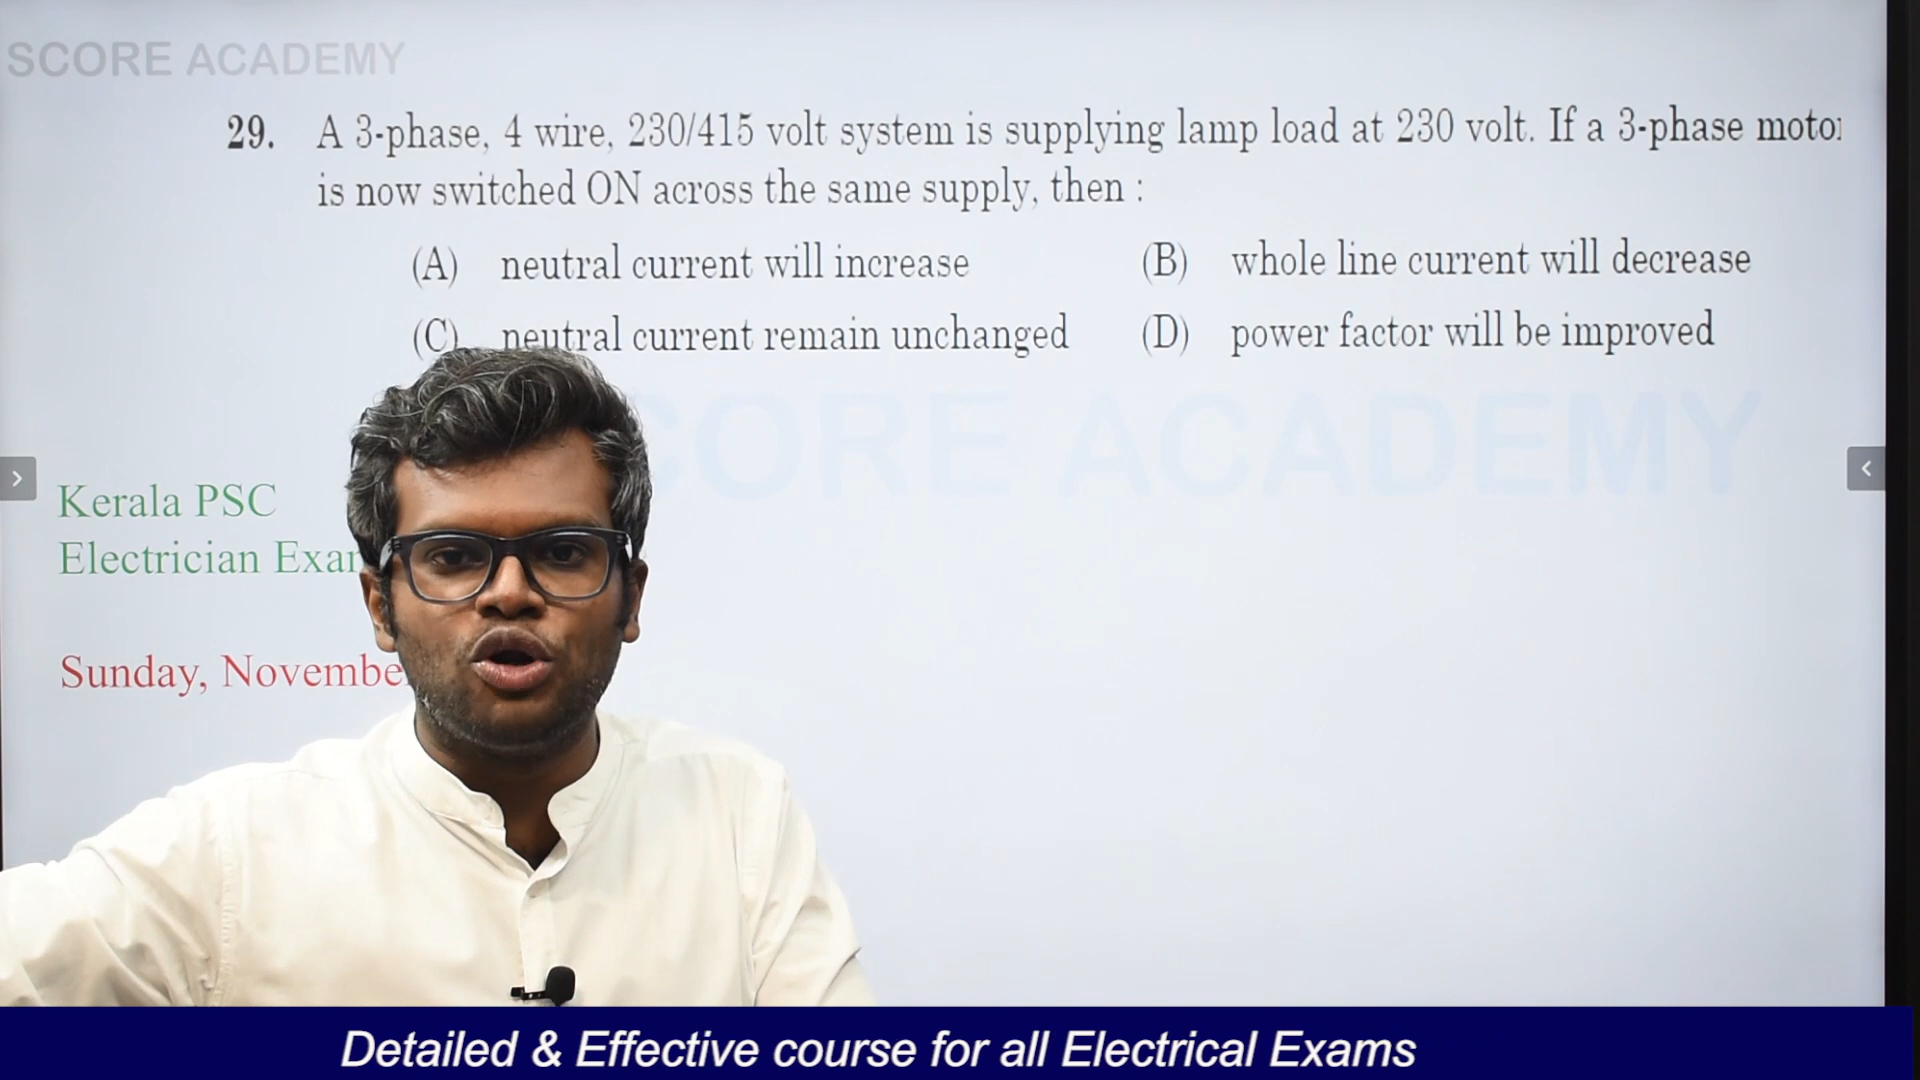 SCORE ACADEMY
29. A 3-phase, 4 wire, 230/415 volt system is supplying lamp load at 230 volt. If a 3-phase motor
is now switched ON across the same supply, then :
(A) neutral current will increase (B) whole line current will decrease
(C) neutral current remain unchanged (D) power factor will be improved
SCORE ACADEMY
Kerala PSC
Electrician
Sunday,
Detailed & Effective course for all Electrical Exams